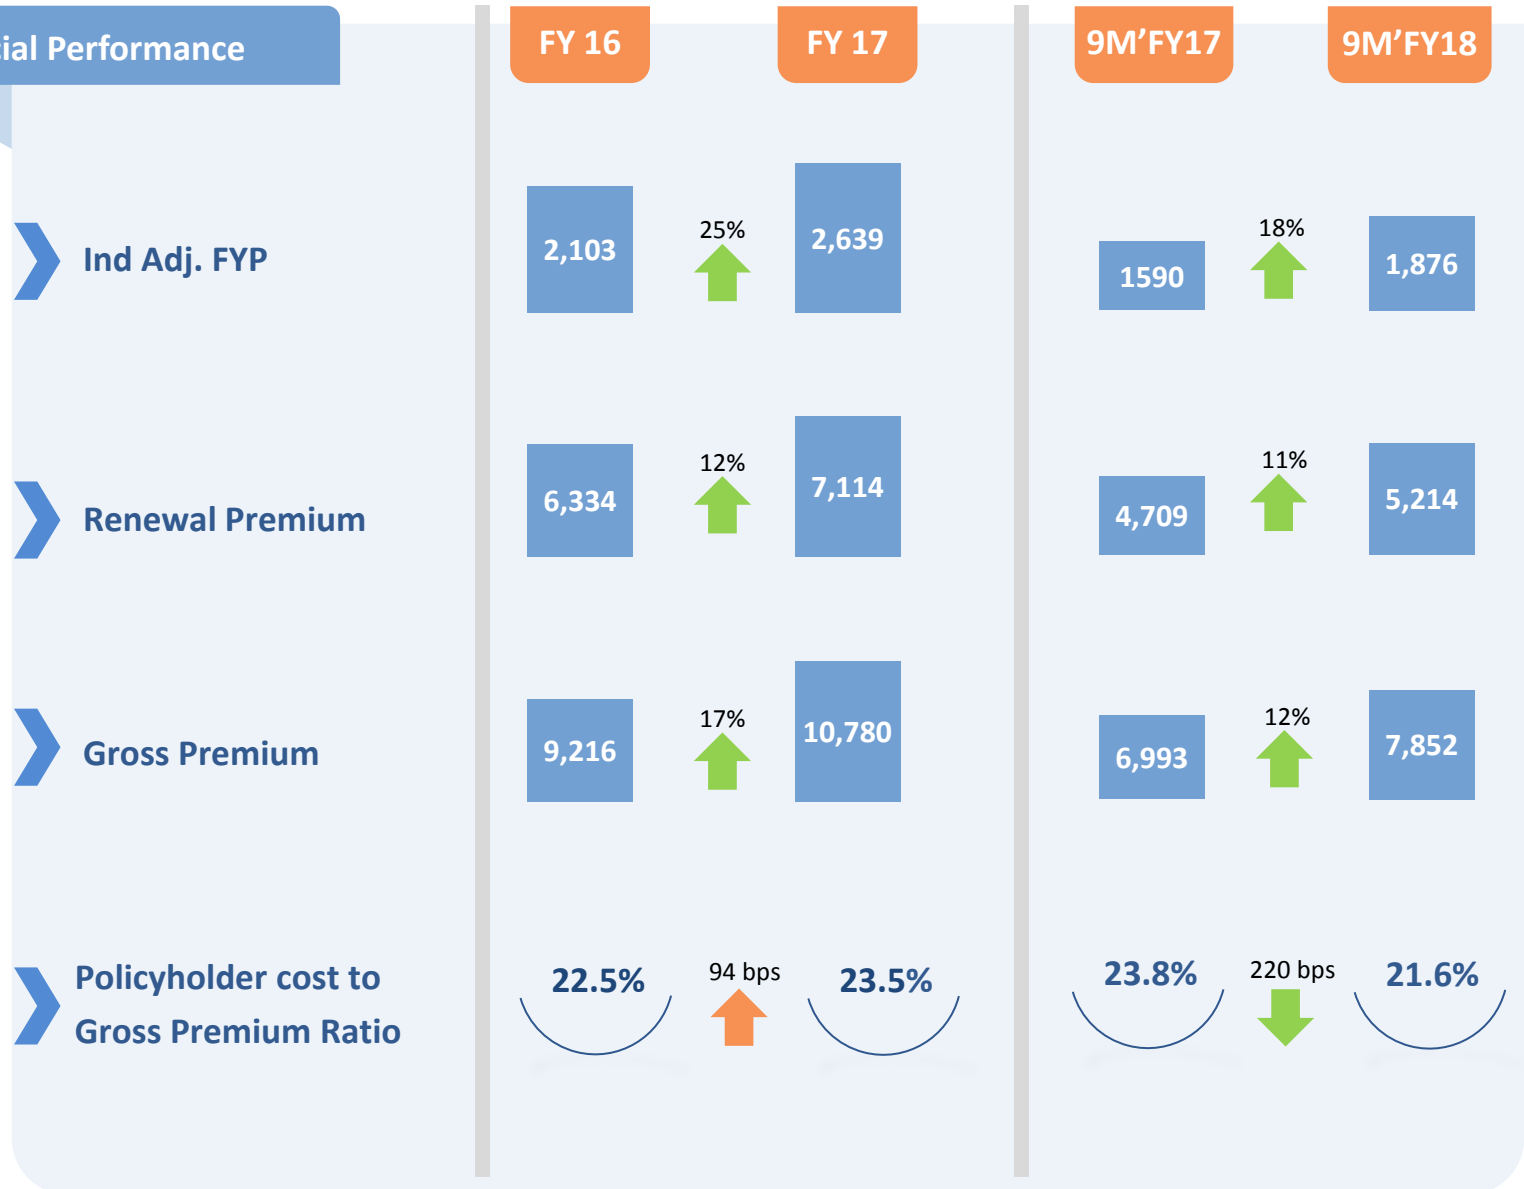 Performance
FY 16
FY 17
9M'FY17
9M'FY18
Ind Adj. FYP
2,103
25%
2,639
1590
18%
1,876
Renewal Premium
6,334
12%
7,114
4,709
11%
5,214
Gross Premium
9,216
17%
10,780
6,993
12%
7,852
Policyholder cost to
Gross Premium Ratio
22.5%
94 bps
23.5%
23.8%
220 bps
21.6%